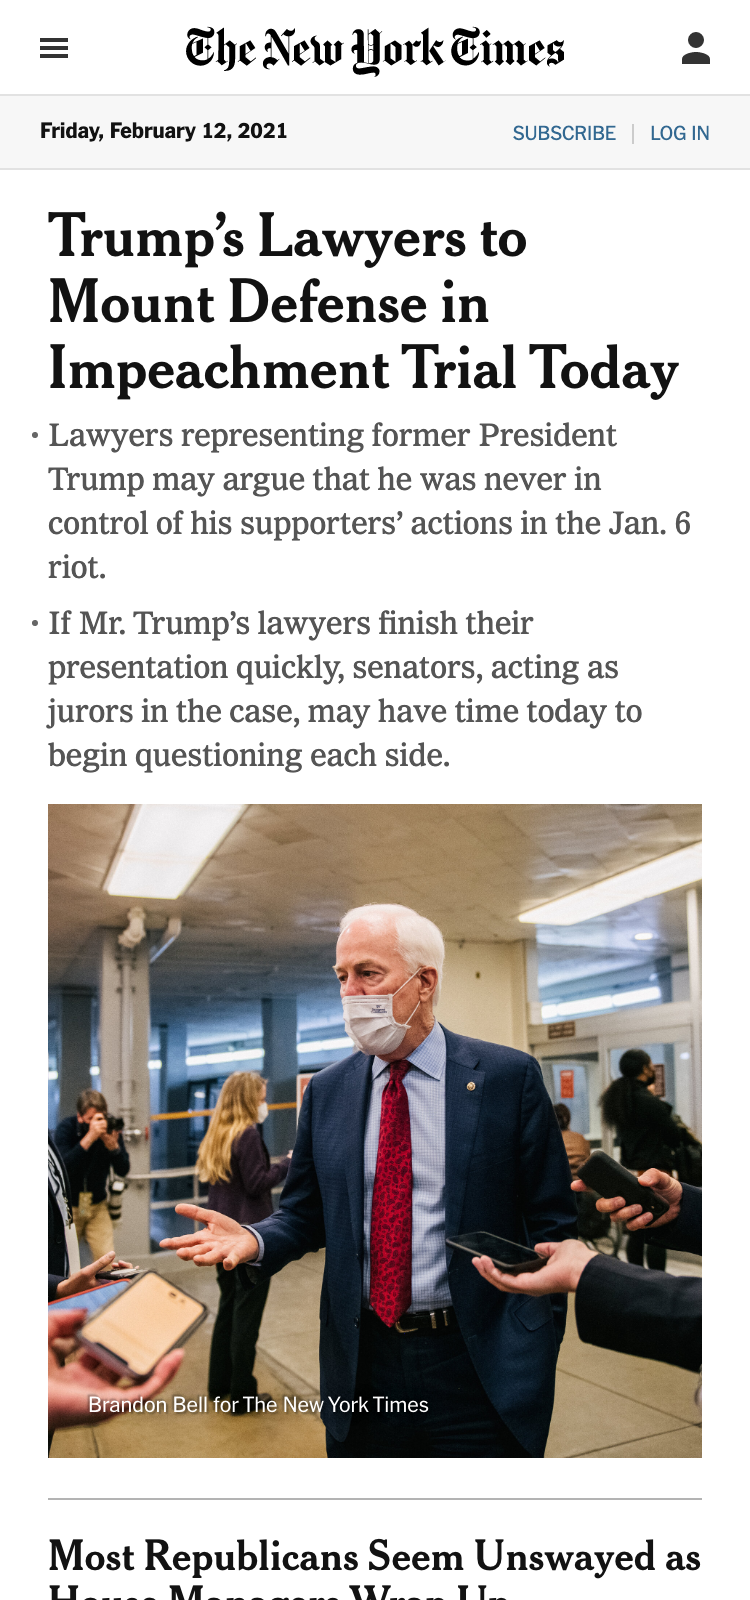 The New York Times
Friday, February 12, 2021
SUBSCRIBE | LOG IN
Trump’s Lawyers to
Mount Defense in
Impeachment Trial Today
• Lawyers representing former President
Trump may argue that he was never in
control of his supporters’ actions in the Jan. 6
riot.
• If Mr. Trump’s lawyers finish their
presentation quickly, senators, acting as
jurors in the case, may have time today to
begin questioning each side.
Brandon Bell for The New York Times
Most Republicans Seem Unswayed as
House Managers Wrap Up